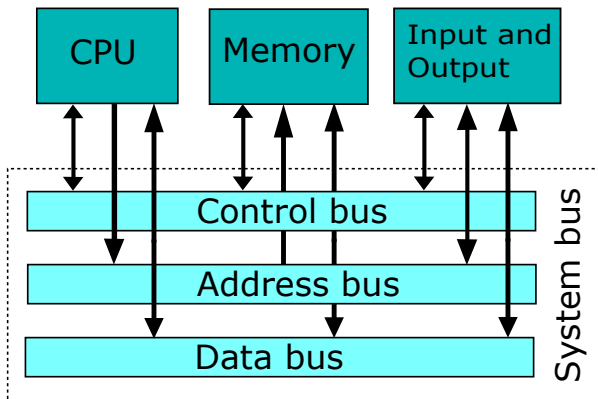 CPU
Memory
Input and
Output
Control bus
Address bus
Data bus
System bus